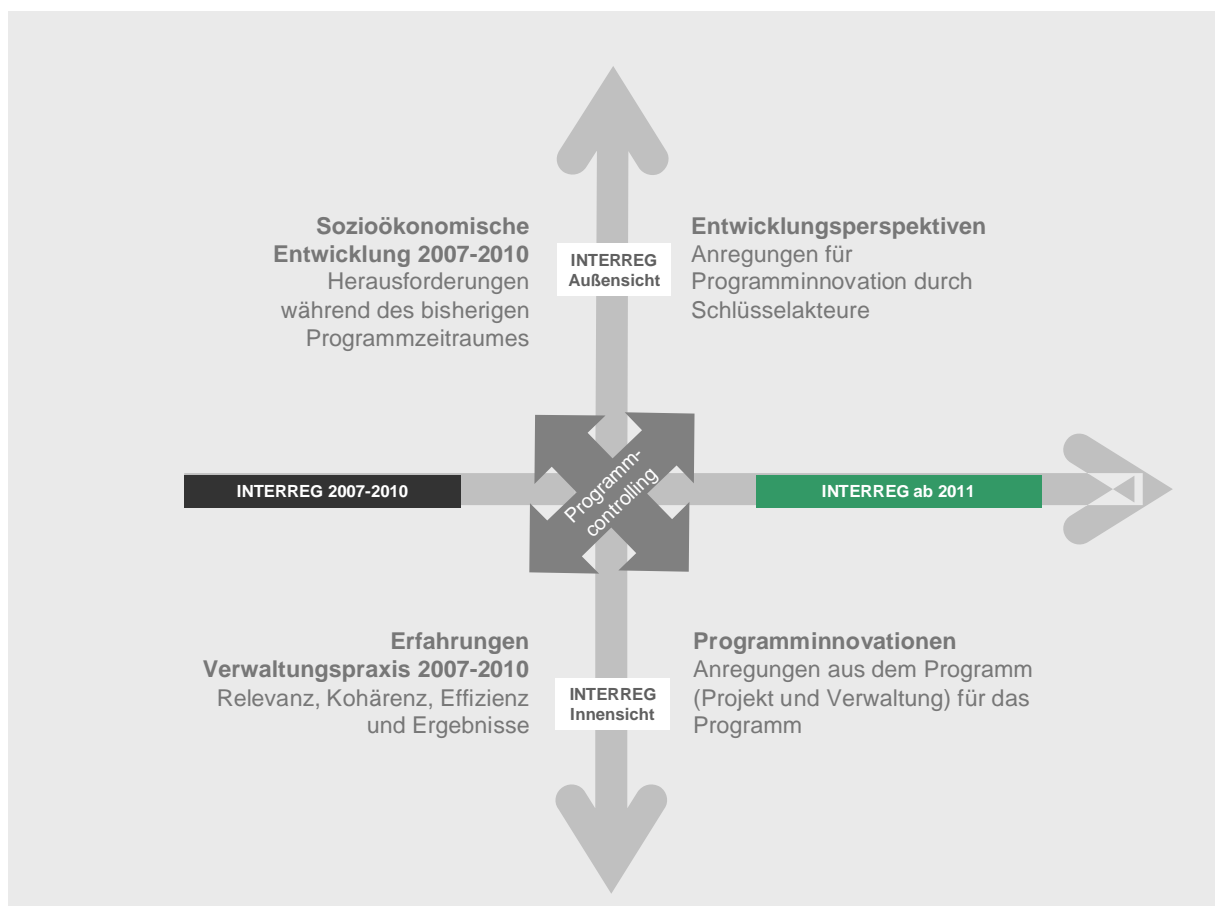 Sozioökonomische
Entwicklung 2007-2010
Herausforderungen
während des bisherigen
Programmzeitraumes
INTERREG
Außensicht
Entwicklungsperspektiven
Anregungen für
Programminnovation durch
Schlüsselakteure
INTERREG 2007-2010
Programm-
controlling
INTERREG ab 2011
Erfahrungen
Verwaltungspraxis 2007-2010
Relevanz, Kohärenz, Effizienz
und Ergebnisse
INTERREG
Innensicht
Programminnovationen
Anregungen aus dem Programm
(Projekt und Verwaltung) für das
Programm